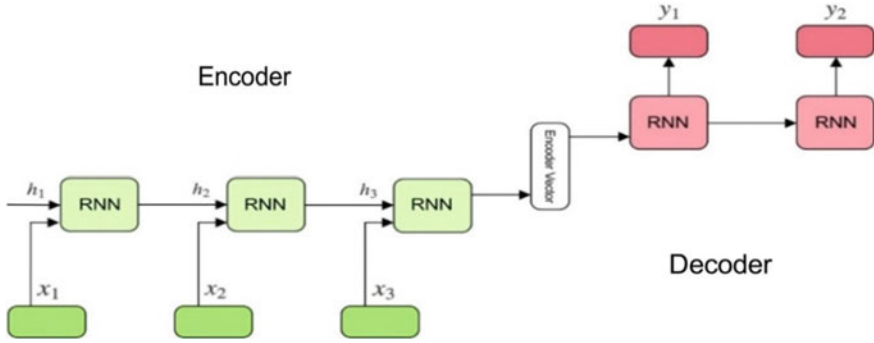 y₁ y₂
Encoder
RNN RNN
Encoder Vector
h₁ h₂ h₃
RNN RNN RNN
Decoder
x₁ x₂ x₃